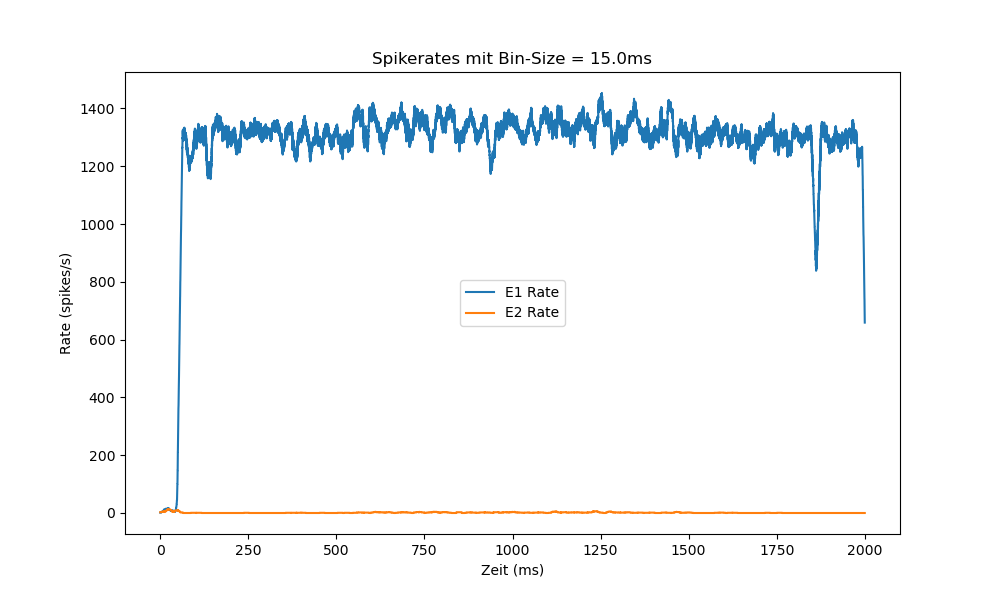 Spikerates mit Bin-Size = 15.0ms
Rate (spikes/s)
1400
1200
1000
800
600
400
200
0
E1 Rate
E2 Rate
0 250 500 750 1000 1250 1500 1750 2000
Zeit (ms)